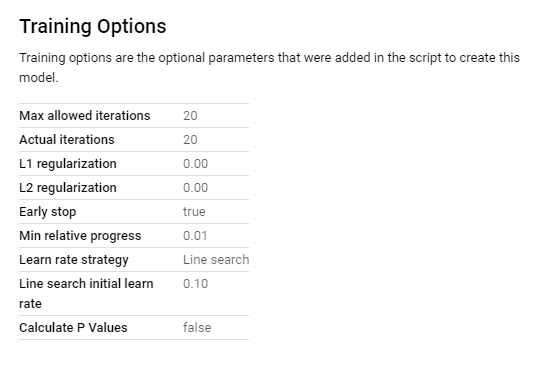 Training Options
Training options are the optional parameters that were added in the script to create this
model.
Max allowed iterations 20
Actual iterations 20
L1 regularization 0.00
L2 regularization 0.00
Early stop true
Min relative progress 0.01
Learn rate strategy Line search
Line search initial learn 0.10
rate
Calculate P Values false